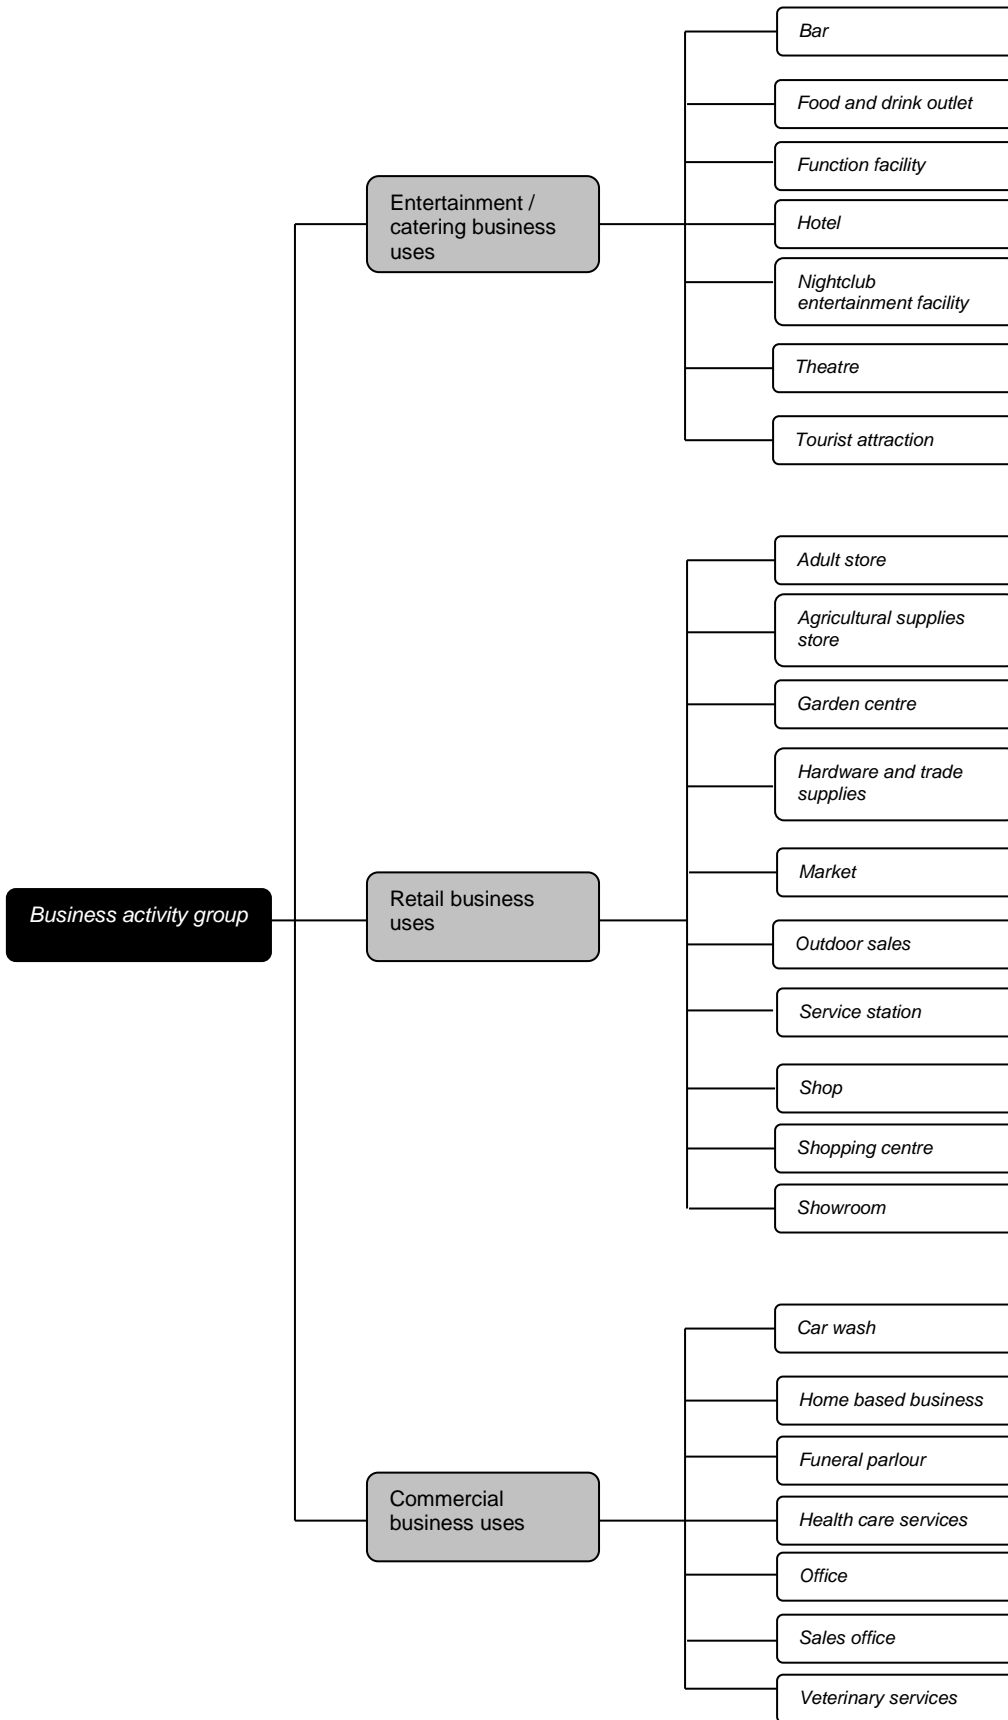 Business activity group
Entertainment /
catering business
uses
Bar
Food and drink outlet
Function facility
Hotel
Nightclub
entertainment facility
Theatre
Tourist attraction
Retail business
uses
Adult store
Agricultural supplies
store
Garden centre
Hardware and trade
supplies
Market
Outdoor sales
Service station
Shop
Shopping centre
Showroom
Commercial
business uses
Car wash
Home based business
Funeral parlour
Health care services
Office
Sales office
Veterinary services